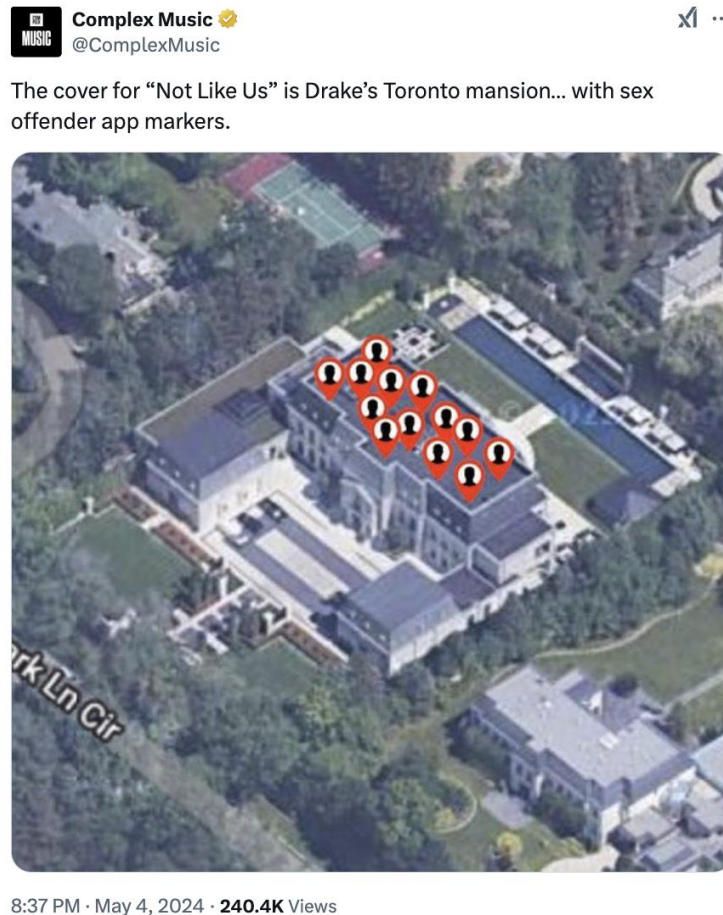 MUSIC
Complex Music
@ComplexMusic
The cover for “Not Like Us” is Drake’s Toronto mansion... with sex
offender app markers.
rk Ln Cir
8:37 PM · May 4, 2024 · 240.4K Views